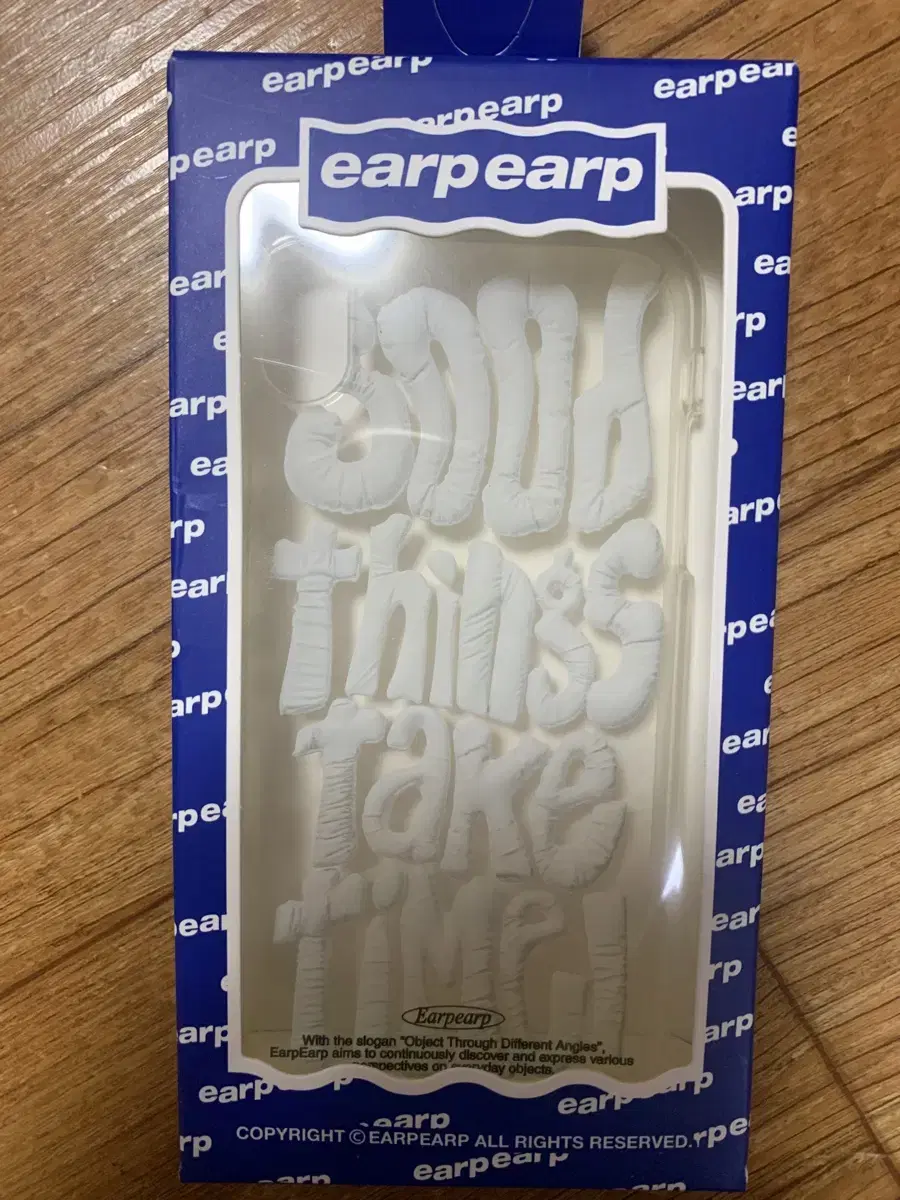 earpearp
earpearp
Good
things
Take
Time!
Earpearp
With the slogan "Object Through Different Angles",
EarpEarp aims to continuously discover and express various
perspectives on everyday objects.
COPYRIGHT © EARPEARP ALL RIGHTS RESERVED.
earpearp